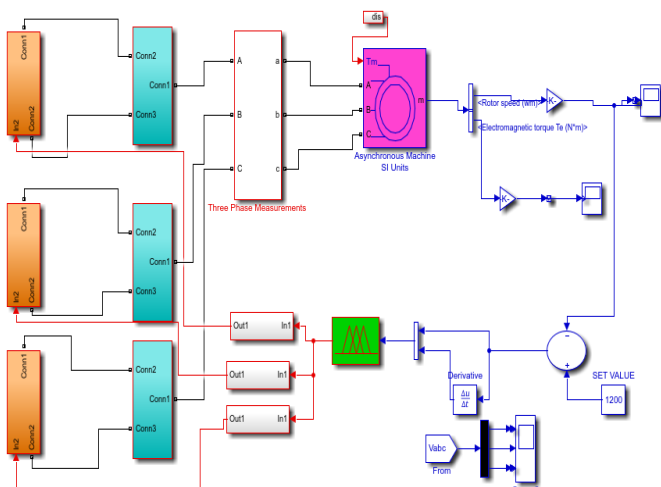 dis
Conn1
Conn2
In2
Conn2
Conn1
Conn3
A
B
C
a
b
c
Three Phase Measurements
Tm
A
B
C
m
Asynchronous Machine
SI Units
<Rotor speed (wm)>
-K-
<Electromagnetic torque Te (N*m)>
-K-
Conn1
Conn2
In2
Conn2
Conn1
Conn3
Conn1
Conn2
In2
Conn2
Conn1
Conn3
Out1 In1
Out1 In1
Out1 In1
Derivative
Δu
Δt
−
+
SET VALUE
1200
Vabc
From